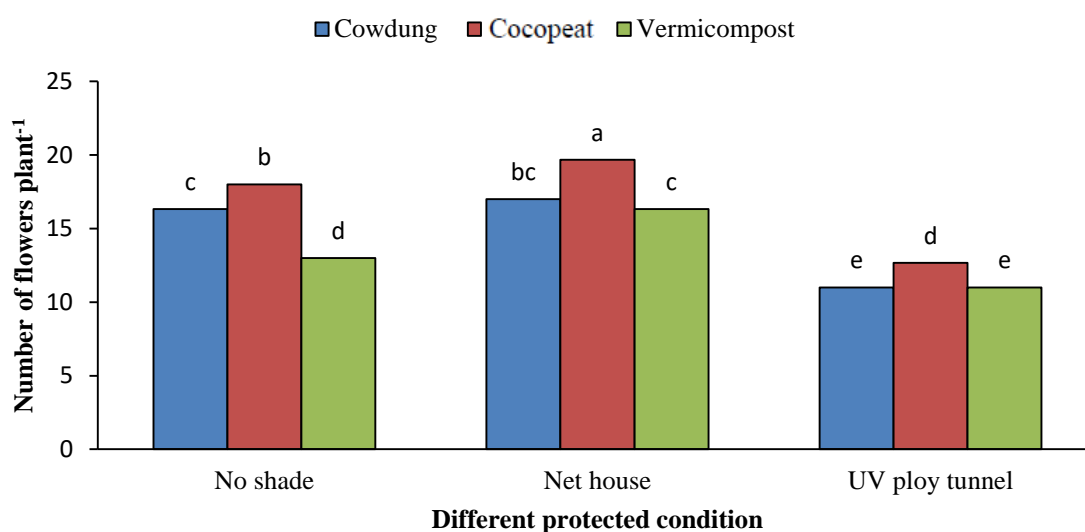 Cowdung Cocopeat Vermicompost
Number of flowers plant-1
25
20
15
10
5
0
c b d
bc a c
e d e
No shade Net house UV ploy tunnel
Different protected condition